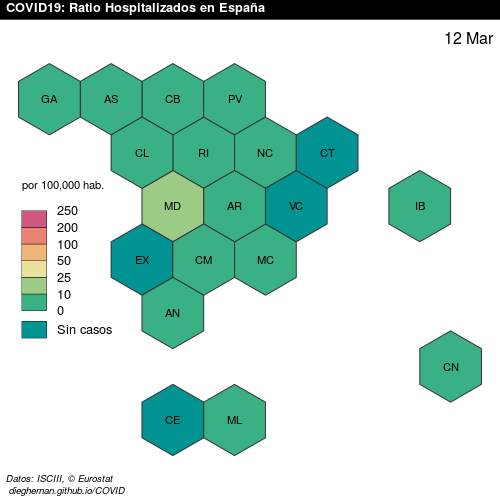 COVID19: Ratio Hospitalizados en España
12 Mar
GA AS CB PV
CL RI NC CT
por 100,000 hab.
MD AR VC IB
250
200
100
50
25
10
0
Sin casos
EX CM MC
AN
CN
CE ML
Datos: ISCIII, © Eurostat
dieghernan.github.io/COVID